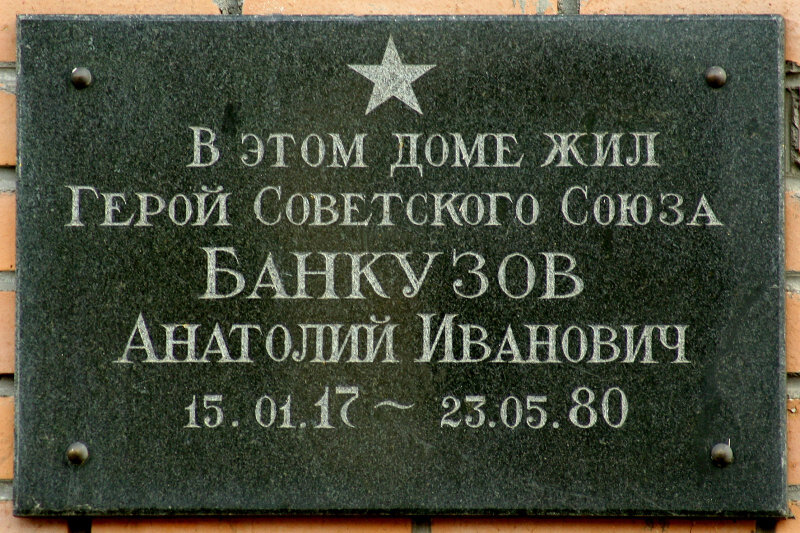 В этом доме жил
Герой Советского Союза
Банкузов
Анатолий Иванович
15.01.17 ~ 23.05.80